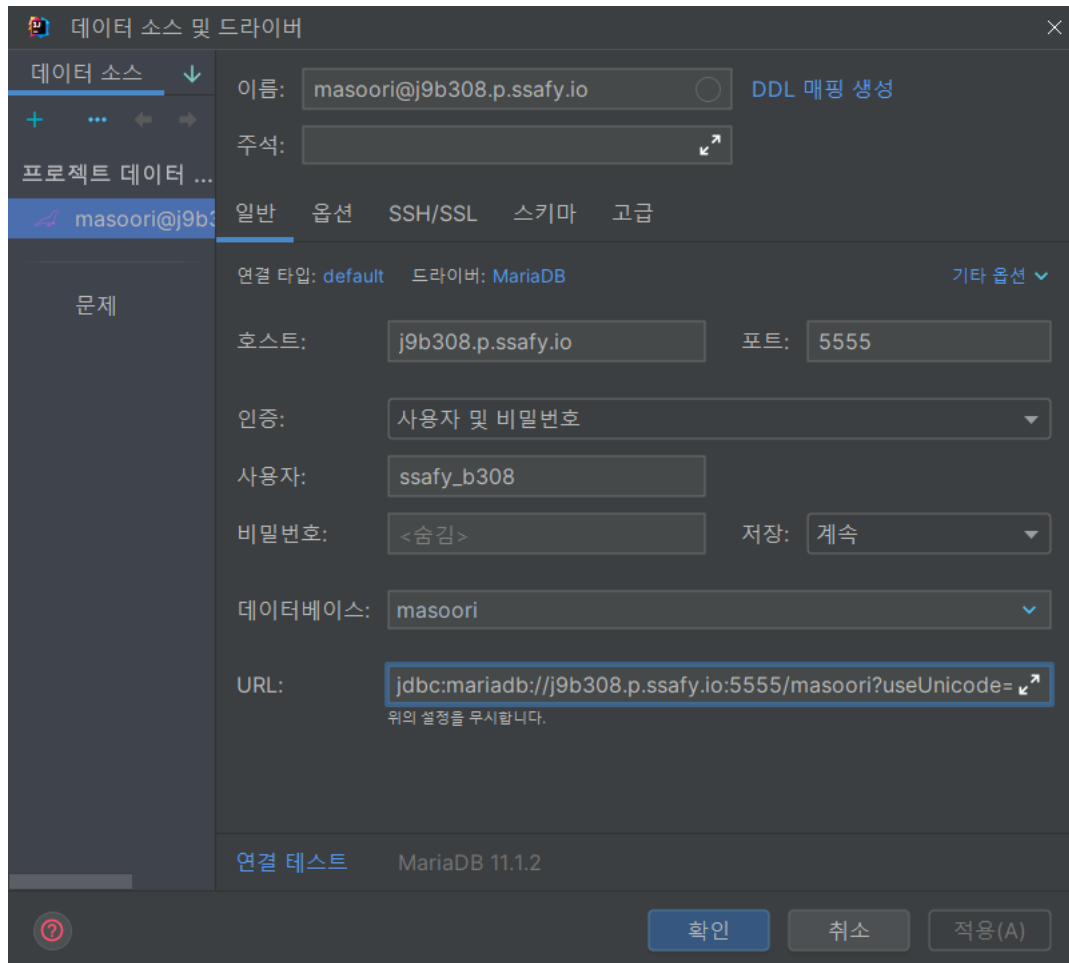 데이터 소스 및 드라이버
데이터 소스
이름: masoori@j9b308.p.ssafy.io DDL 매핑 생성
주석:
프로젝트 데이터 ...
masoori@j9b3
문제
일반 옵션 SSH/SSL 스키마 고급
연결 타입: default 드라이버: MariaDB 기타 옵션
호스트: j9b308.p.ssafy.io 포트: 5555
인증: 사용자 및 비밀번호
사용자: ssafy_b308
비밀번호: <숨김> 저장: 계속
데이터베이스: masoori
URL: jdbc:mariadb://j9b308.p.ssafy.io:5555/masoori?useUnicode=
위의 설정을 무시합니다.
연결 테스트 MariaDB 11.1.2
확인 취소 적용(A)